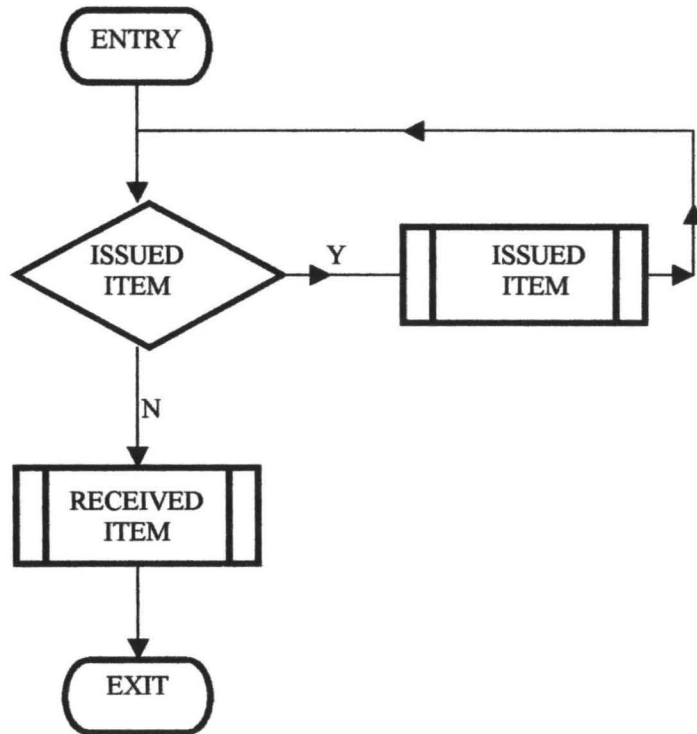 ENTRY
ISSUED
ITEM
Y
ISSUED
ITEM
N
RECEIVED
ITEM
EXIT